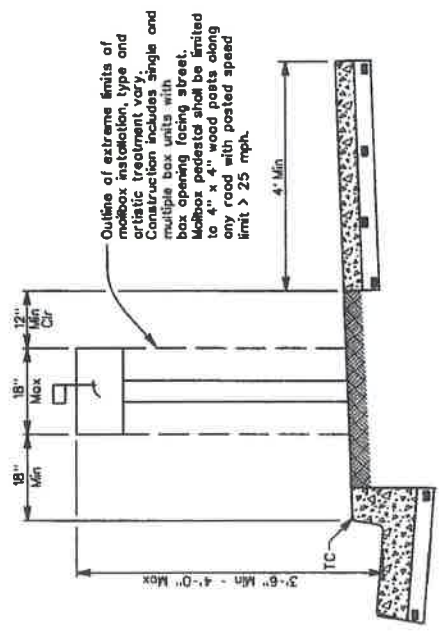 18"
Min
18"
Max
12"
Min
Clr
Outline of extreme limits of
mailbox installation, type and
artistic treatment vary.
Construction includes single and
multiple box units with
box opening facing street.
Mailbox pedestal shall be limited
to 4" x 4" wood posts along
any road with posted speed
limit > 25 mph.
4' Min
3'-6" Min - 4'-0" Max
TC